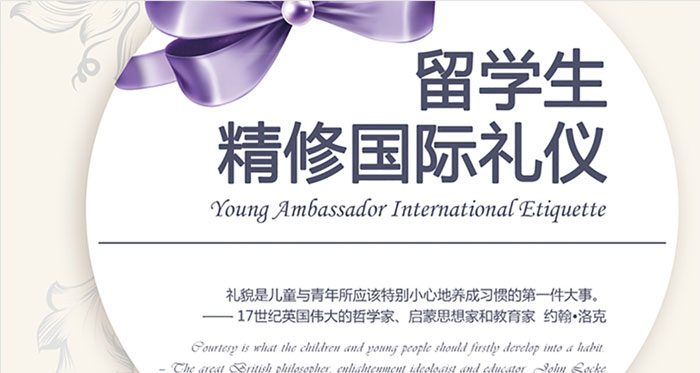 留学生
精修国际礼仪
Young Ambassador International Etiquette
礼貌是儿童与青年所应该特别小心地养成习惯的第一件大事。
—— 17世纪英国伟大的哲学家、启蒙思想家和教育家 约翰•洛克
Courtesy is what the children and young people should firstly develop into a habit.
– The great British philosopher, enlightenment ideologist and educator, John Locke